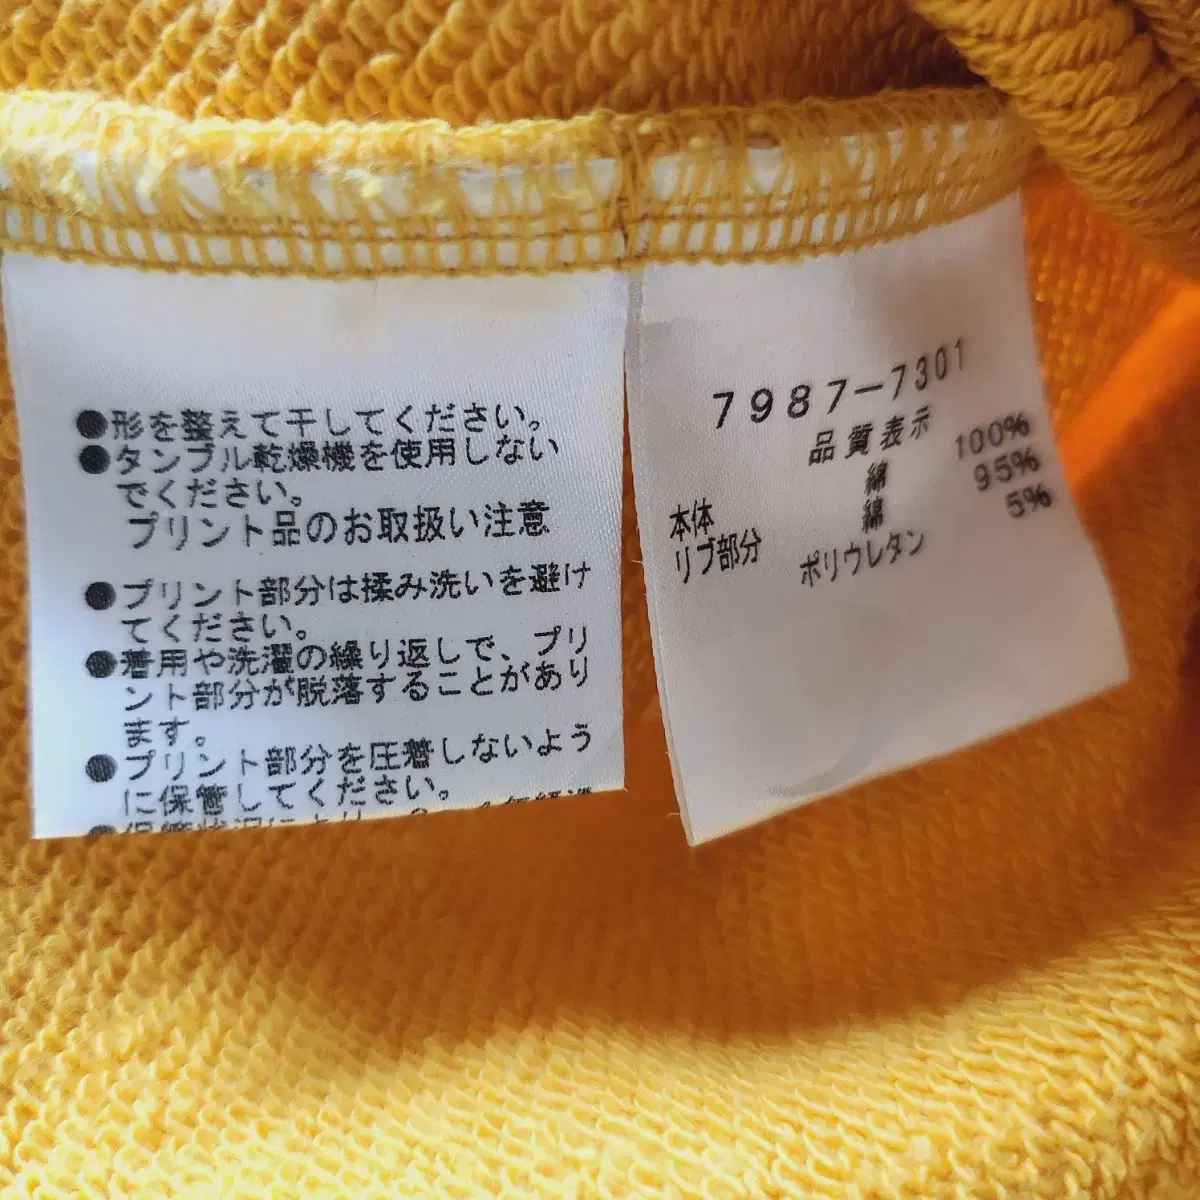 ●形を整えて干してください。
●タンブル乾燥機を使用しない
でください。
プリント品のお取扱い注意
●プリント部分は揉み洗いを避け
てください。
●着用や洗濯の繰り返しで、プリ
ント部分が脱落することがあり
ます。
●プリント部分を圧着しないよう
に保管してください。
7987-7301
品質表示
本体 綿 100%
リブ部分 綿 95%
ポリウレタン 5%